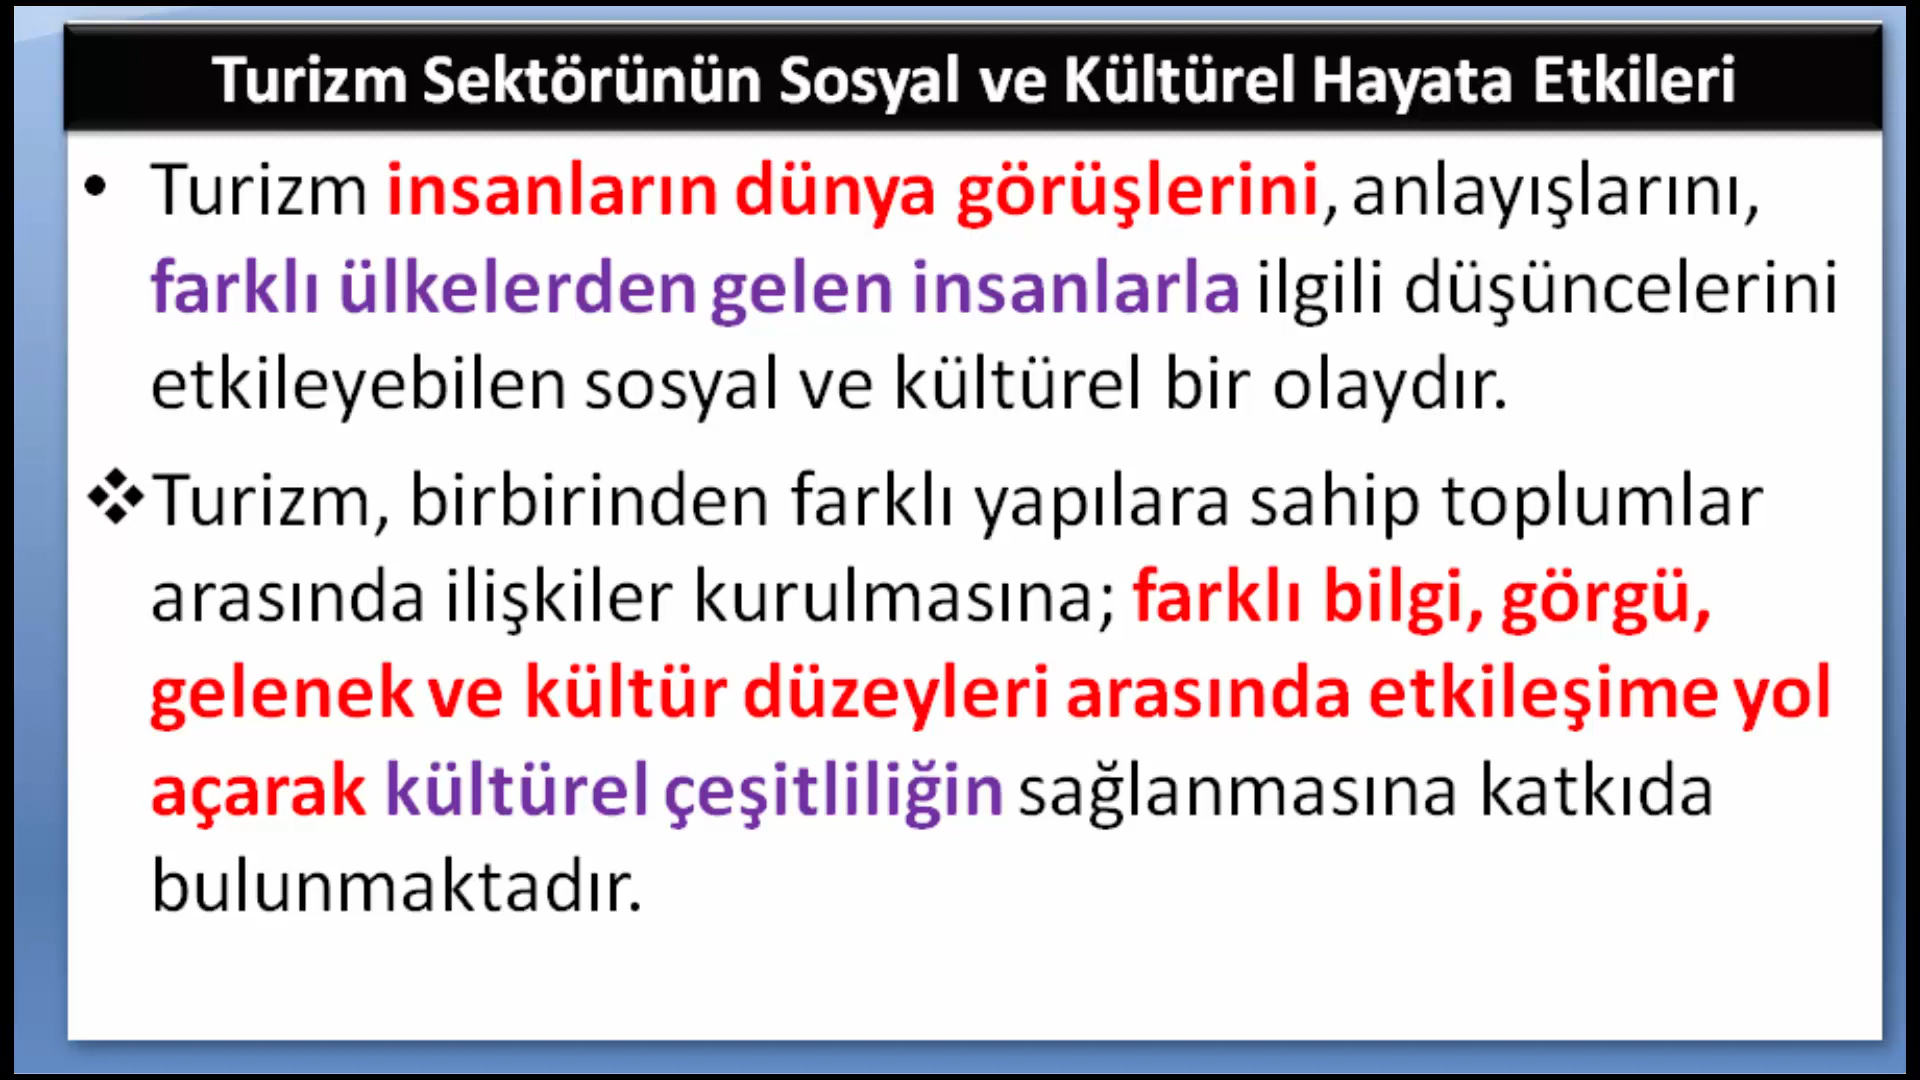 Turizm Sektörünün Sosyal ve Kültürel Hayata Etkileri
• Turizm insanların dünya görüşlerini, anlayışlarını,
farklı ülkelerden gelen insanlarla ilgili düşüncelerini
etkileyebilen sosyal ve kültürel bir olaydır.
❖Turizm, birbirinden farklı yapılara sahip toplumlar
arasında ilişkiler kurulmasına; farklı bilgi, görgü,
gelenek ve kültür düzeyleri arasında etkileşime yol
açarak kültürel çeşitliliğin sağlanmasına katkıda
bulunmaktadır.